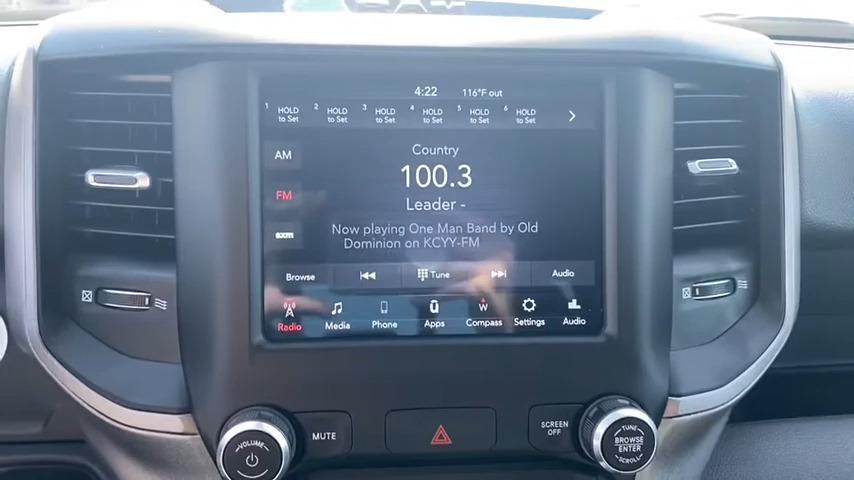 4:22 116°F out
1 HOLD to Set 2 HOLD to Set 3 HOLD to Set 4 HOLD to Set 5 HOLD to Set 6 HOLD to Set
AM
FM
SXM
Country
100.3
Leader -
Now playing One Man Band by Old
Dominion on KCYY-FM
Browse Tune Audio
Radio Media Phone Apps W Compass Settings Audio
VOLUME
MUTE
SCREEN
OFF
TUNE
BROWSE
ENTER
SCROLL